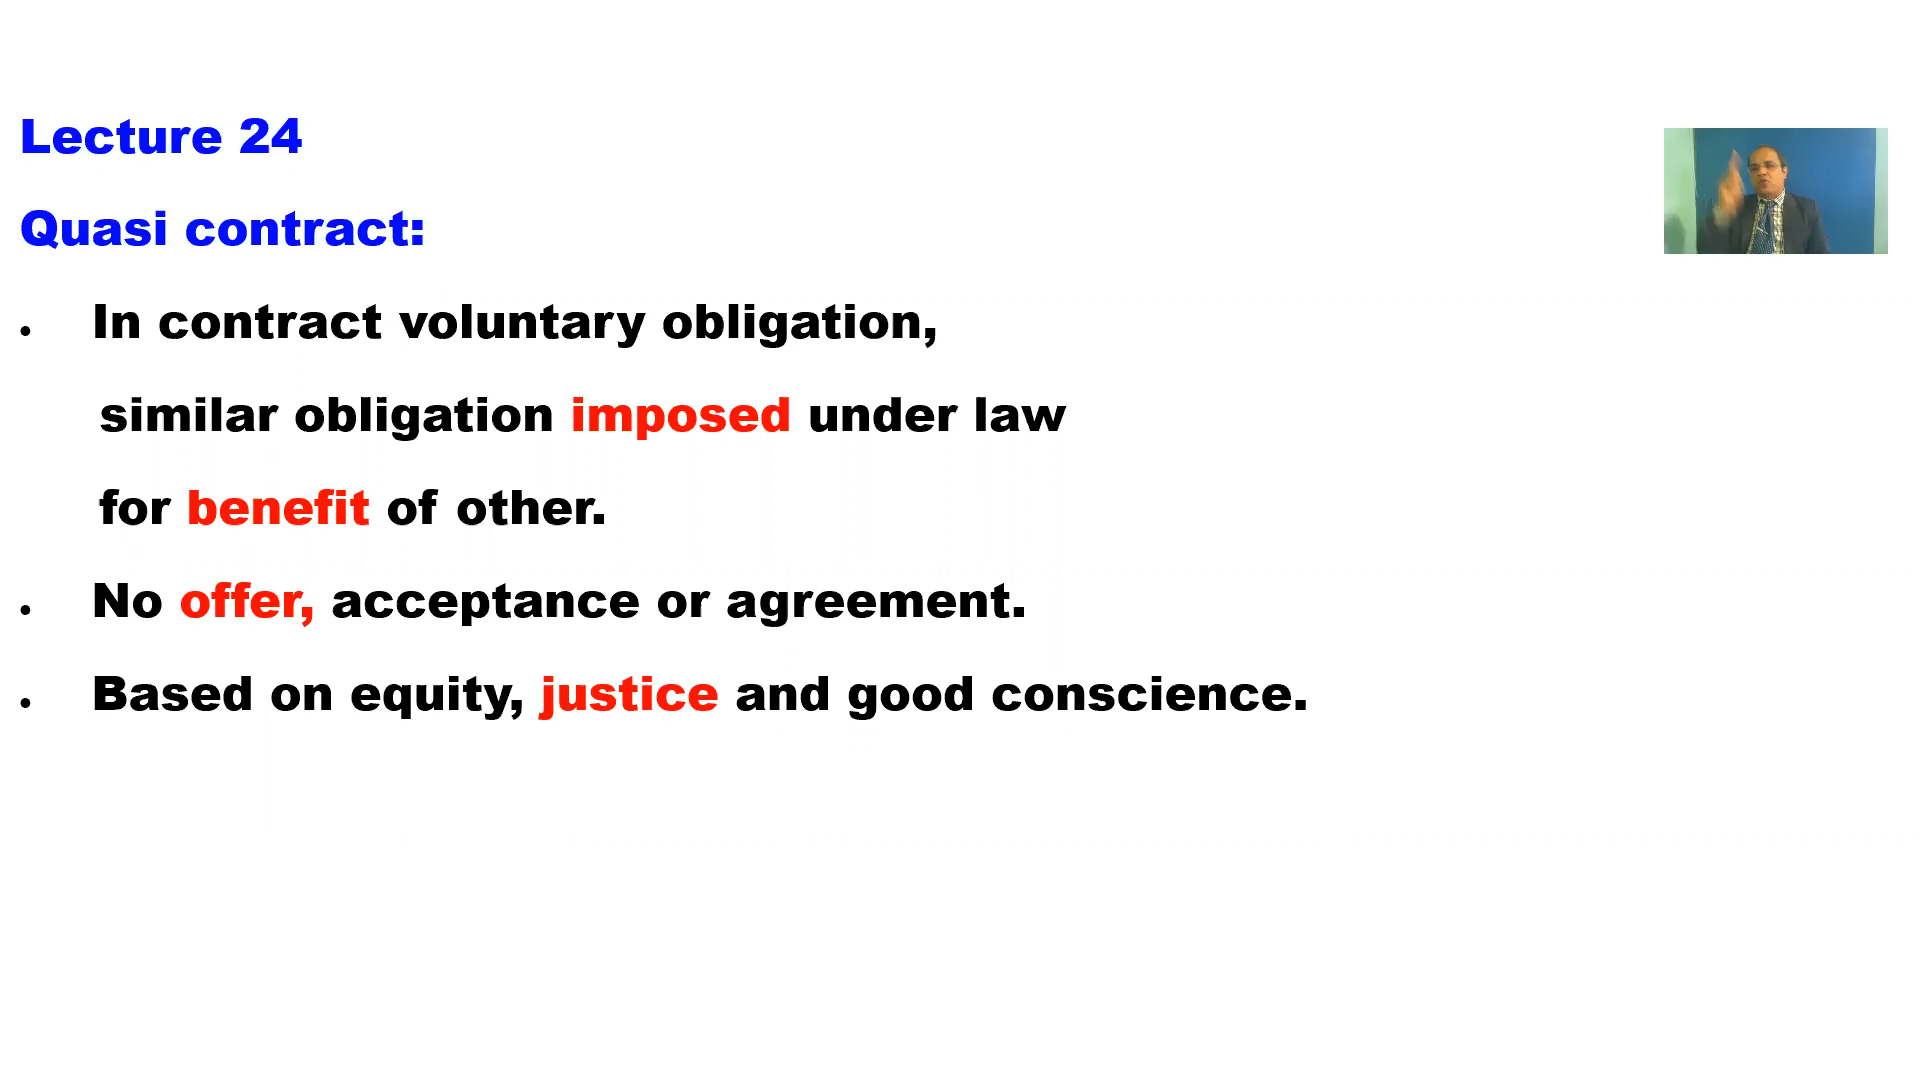 Lecture 24
Quasi contract:
• In contract voluntary obligation,
similar obligation imposed under law
for benefit of other.
• No offer, acceptance or agreement.
• Based on equity, justice and good conscience.